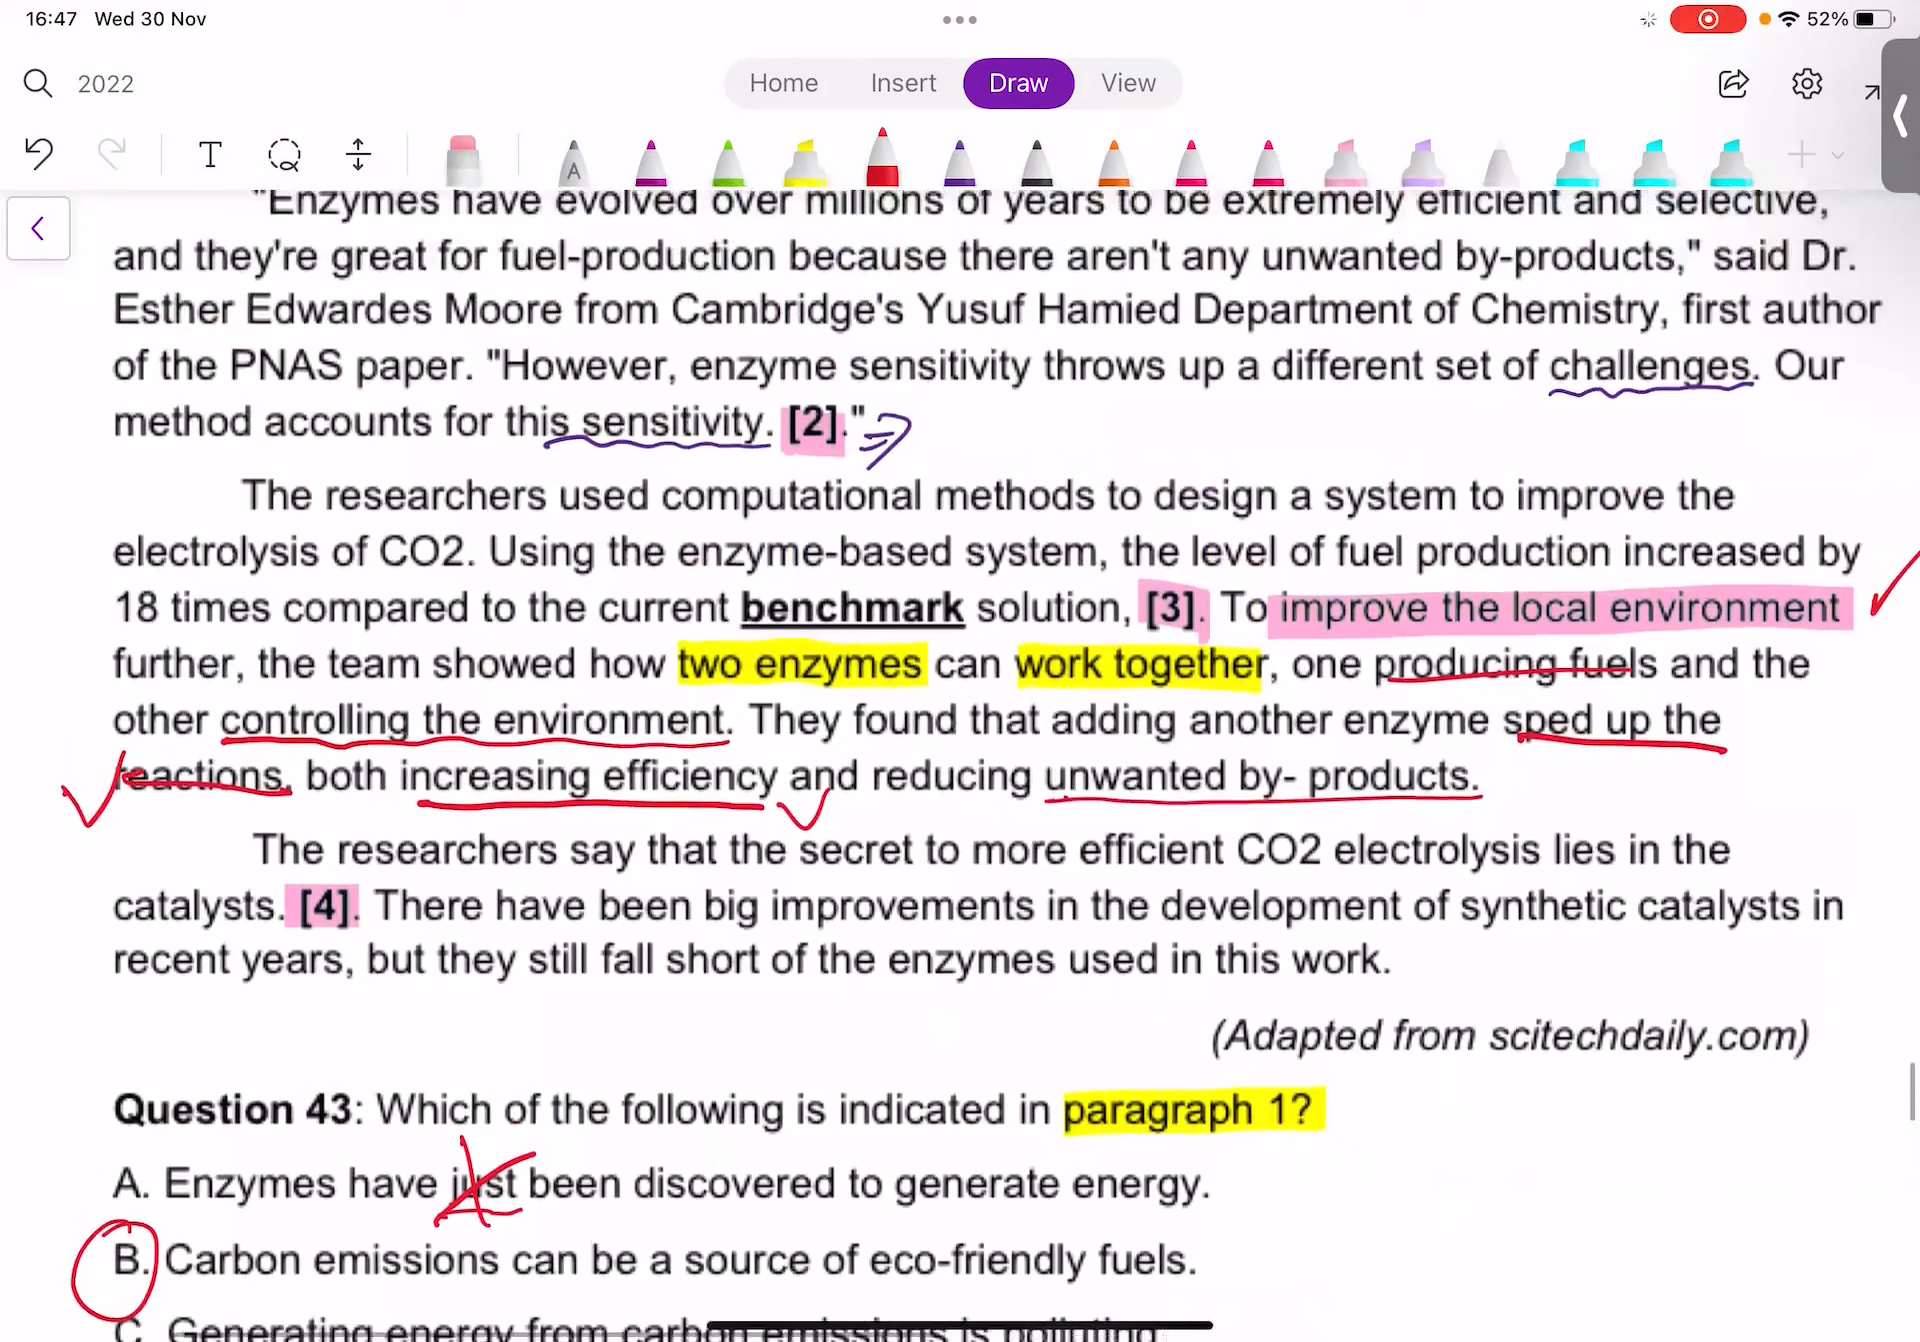 16:47 Wed 30 Nov
52%
2022
Home Insert Draw View
T
A
"Enzymes have evolved over millions of years to be extremely efficient and selective,
and they're great for fuel-production because there aren't any unwanted by-products," said Dr.
Esther Edwardes Moore from Cambridge's Yusuf Hamied Department of Chemistry, first author
of the PNAS paper. "However, enzyme sensitivity throws up a different set of challenges. Our
method accounts for this sensitivity. [2]."
The researchers used computational methods to design a system to improve the
electrolysis of CO2. Using the enzyme-based system, the level of fuel production increased by
18 times compared to the current benchmark solution, [3]. To improve the local environment
further, the team showed how two enzymes can work together, one producing fuels and the
other controlling the environment. They found that adding another enzyme sped up the
reactions, both increasing efficiency and reducing unwanted by- products.
The researchers say that the secret to more efficient CO2 electrolysis lies in the
catalysts. [4]. There have been big improvements in the development of synthetic catalysts in
recent years, but they still fall short of the enzymes used in this work.
(Adapted from scitechdaily.com)
Question 43: Which of the following is indicated in paragraph 1?
A. Enzymes have just been discovered to generate energy.
B. Carbon emissions can be a source of eco-friendly fuels.
C. Generating energy from carbon emissions is polluting.